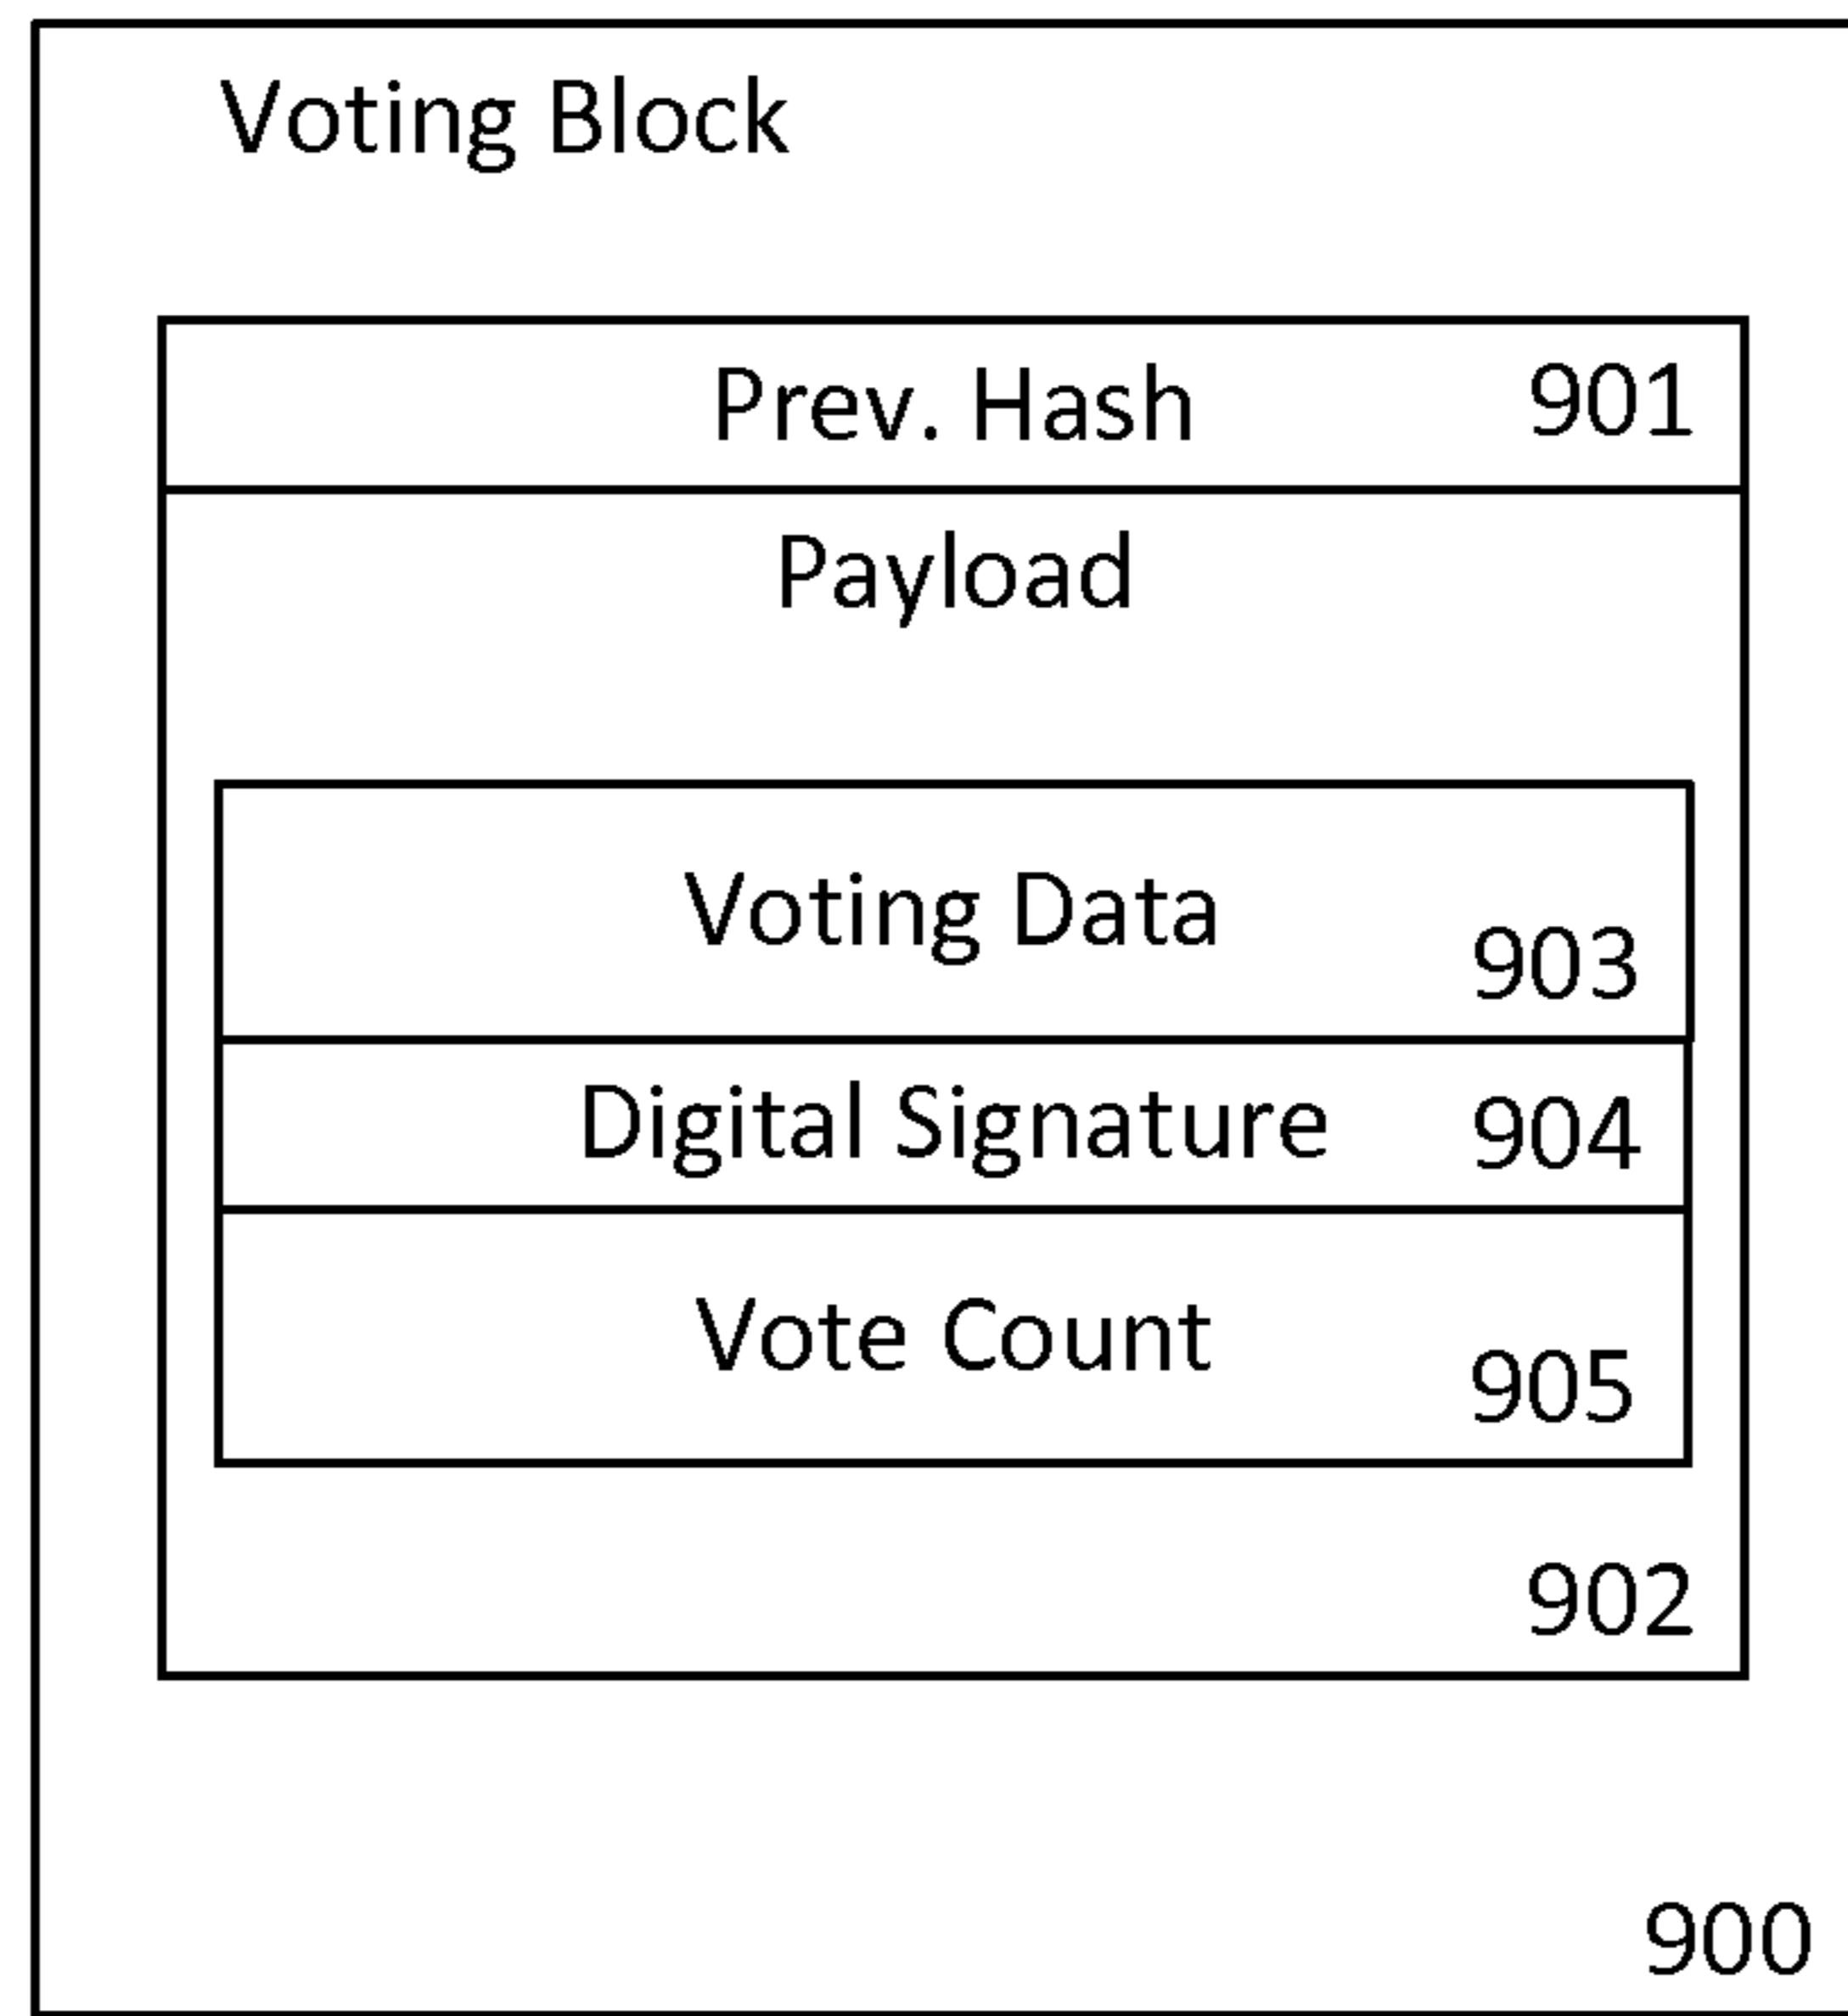 Voting Block
Prev. Hash 901
Payload
Voting Data
903
Digital Signature 904
Vote Count
905
902
900